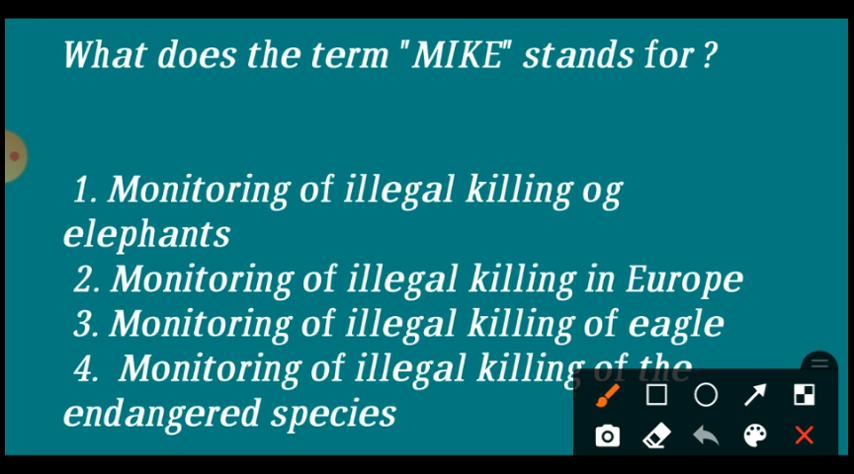 What does the term "MIKE" stands for ?
1. Monitoring of illegal killing og
elephants
2. Monitoring of illegal killing in Europe
3. Monitoring of illegal killing of eagle
4. Monitoring of illegal killing of the
endangered species